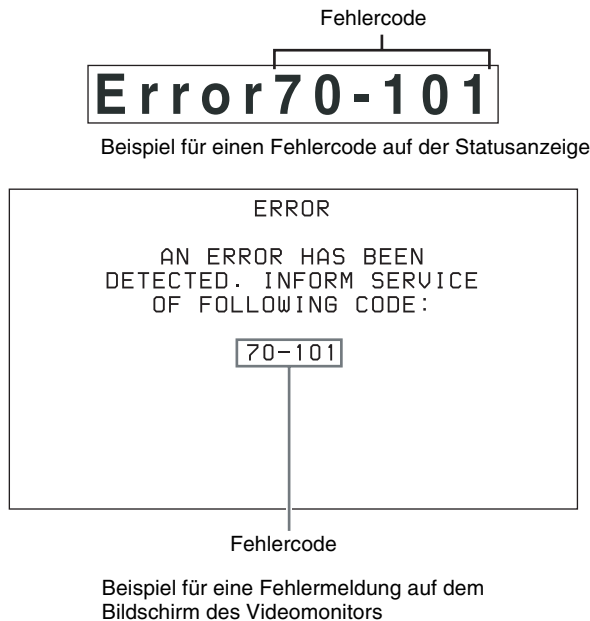 Fehlercode
Error70-101
Beispiel für einen Fehlercode auf der Statusanzeige
ERROR
AN ERROR HAS BEEN
DETECTED. INFORM SERVICE
OF FOLLOWING CODE:
70-101
Fehlercode
Beispiel für eine Fehlermeldung auf dem
Bildschirm des Videomonitors